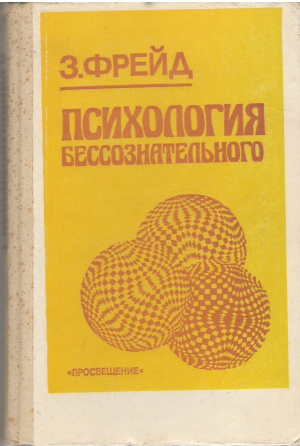 З.ФРЕЙД
ПСИХОЛОГИЯ
БЕССОЗНАТЕЛЬНОГО
«ПРОСВЕЩЕНИЕ»